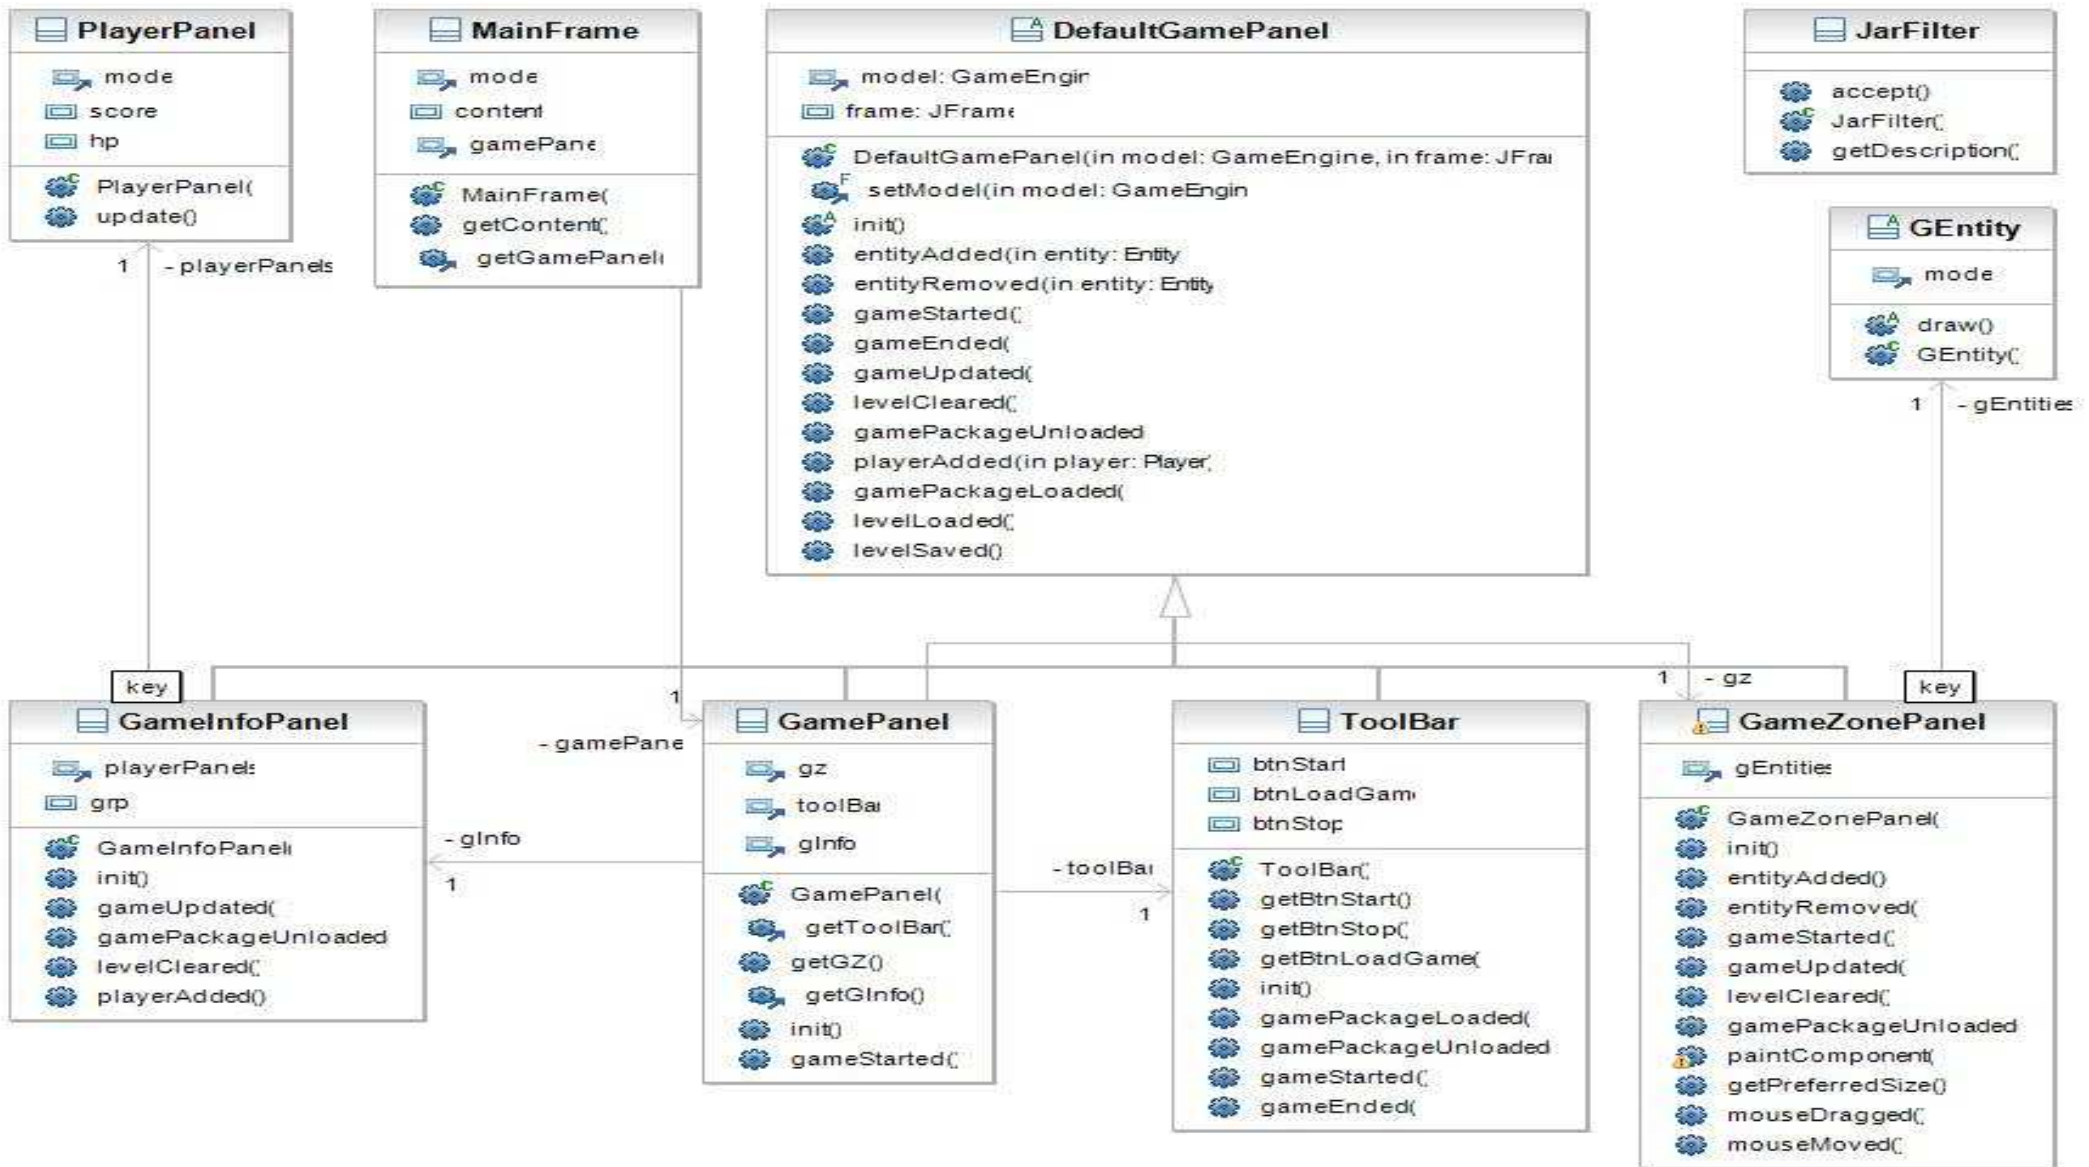 PlayerPanel
mode
score
hp
PlayerPanel(
update()
1
- playerPanels
MainFrame
mode
content
gamePane
MainFrame(
getContent(
getGamePanel(
DefaultGamePanel
model: GameEngin
frame: JFrame
DefaultGamePanel(in model: GameEngine, in frame: JFra
setModel(in model: GameEngin
init()
entityAdded(in entity: Entity
entityRemoved(in entity: Entity
gameStarted(
gameEnded(
gameUpdated(
levelCleared(
gamePackageUnloaded
playerAdded(in player: Player
gamePackageLoaded(
levelLoaded(
levelSaved()
JarFilter
accept()
JarFilter(
getDescription(
GEntity
mode
draw()
GEntity(
1
- gEntities
key
GameInfoPanel
playerPanels
grp
GameInfoPanel(
init()
gameUpdated(
gamePackageUnloaded
levelCleared(
playerAdded()
- gInfo
1
1
- gamePane
GamePanel
gz
toolBa
gInfo
GamePanel(
getToolBar(
getGZ()
getGInfo()
init()
gameStarted(
- toolBa
1
ToolBar
btnStart
btnLoadGam
btnStop
ToolBar(
getBtnStart()
getBtnStop(
getBtnLoadGame(
init()
gamePackageLoaded(
gamePackageUnloaded
gameStarted(
gameEnded(
1
- gz
key
GameZonePanel
gEntities
GameZonePanel(
init()
entityAdded()
entityRemoved(
gameStarted(
gameUpdated(
levelCleared(
gamePackageUnloaded
paintComponent(
getPreferredSize()
mouseDragged(
mouseMoved(